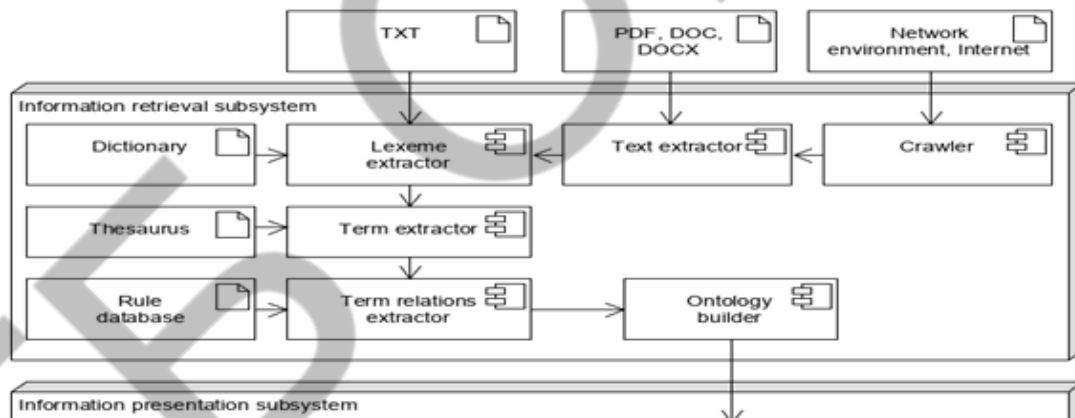 TXT
PDF, DOC,
DOCX
Network
environment, Internet
Information retrieval subsystem
Dictionary
Lexeme
extractor
Text extractor
Crawler
Thesaurus
Term extractor
Rule
database
Term relations
extractor
Ontology
builder
Information presentation subsystem